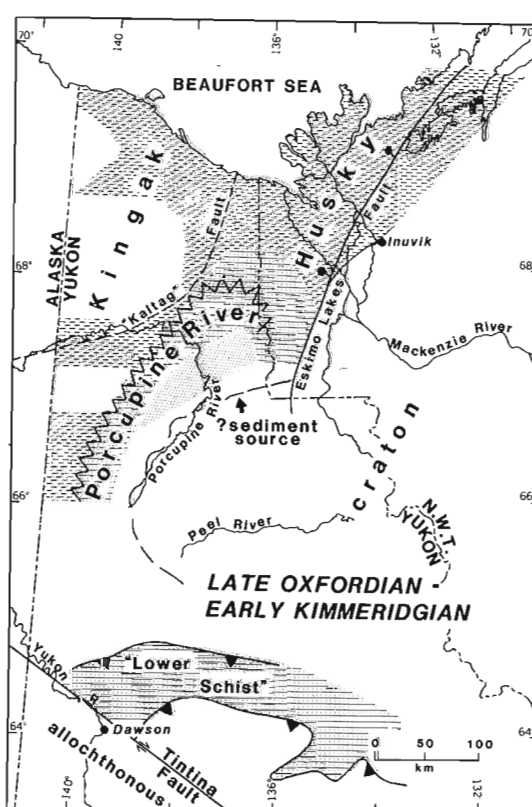 70°
140
136°
132°
70
BEAUFORT SEA
Kingak
Husky
Fault
Fault
Inuvik
ALASKA
YUKON
68°
68°
"Kaltag"
Porcupine River
Eskimo Lakes
Mackenzie River
Porcupine River
?sediment
source
craton
66°
66°
N.W.T.
YUKON
Peel River
LATE OXFORDIAN -
EARLY KIMMERIDGIAN
Yukon
R
"Lower
Schist"
64°
64°
Dawson
Tintina
Fault
allochthonous
0 50 100
km
140°
136°
132°